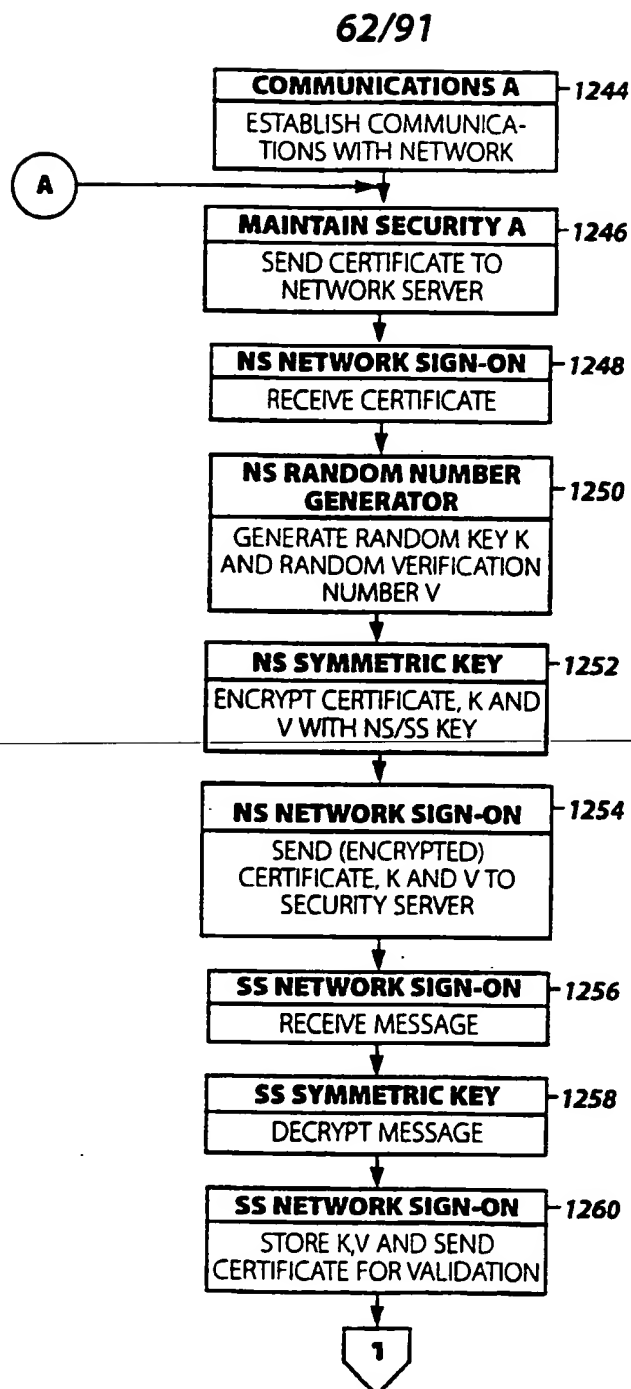 62/91
COMMUNICATIONS A
1244
ESTABLISH COMMUNICA-
TIONS WITH NETWORK
A
MAINTAIN SECURITY A
1246
SEND CERTIFICATE TO
NETWORK SERVER
NS NETWORK SIGN-ON
1248
RECEIVE CERTIFICATE
NS RANDOM NUMBER
GENERATOR
1250
GENERATE RANDOM KEY K
AND RANDOM VERIFICATION
NUMBER V
NS SYMMETRIC KEY
1252
ENCRYPT CERTIFICATE, K AND
V WITH NS/SS KEY
NS NETWORK SIGN-ON
1254
SEND (ENCRYPTED)
CERTIFICATE, K AND V TO
SECURITY SERVER
SS NETWORK SIGN-ON
1256
RECEIVE MESSAGE
SS SYMMETRIC KEY
1258
DECRYPT MESSAGE
SS NETWORK SIGN-ON
1260
STORE K,V AND SEND
CERTIFICATE FOR VALIDATION
1